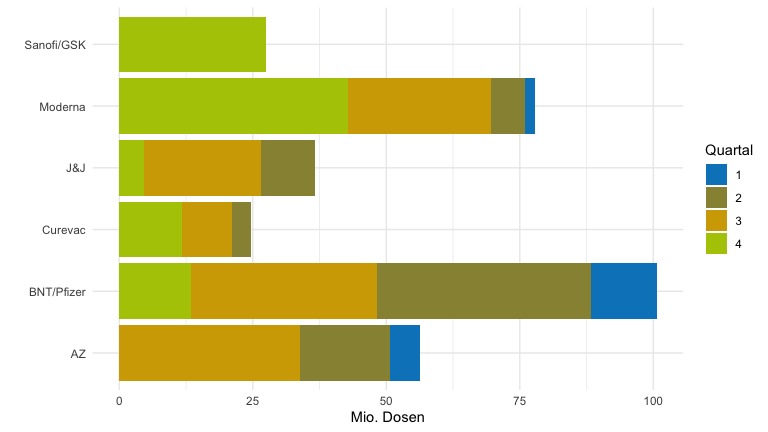 Sanofi/GSK
Moderna
J&J
Curevac
BNT/Pfizer
AZ
0 25 50 75 100
Mio. Dosen
Quartal
1
2
3
4